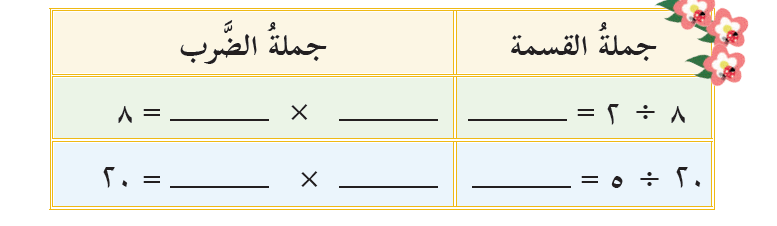 جملةُ القسمة جملةُ الضَّرب
٨ ÷ ٢ = ______ ______ × ______ = ٨
٢٠ ÷ ٥ = ______ ______ × ______ = ٢٠